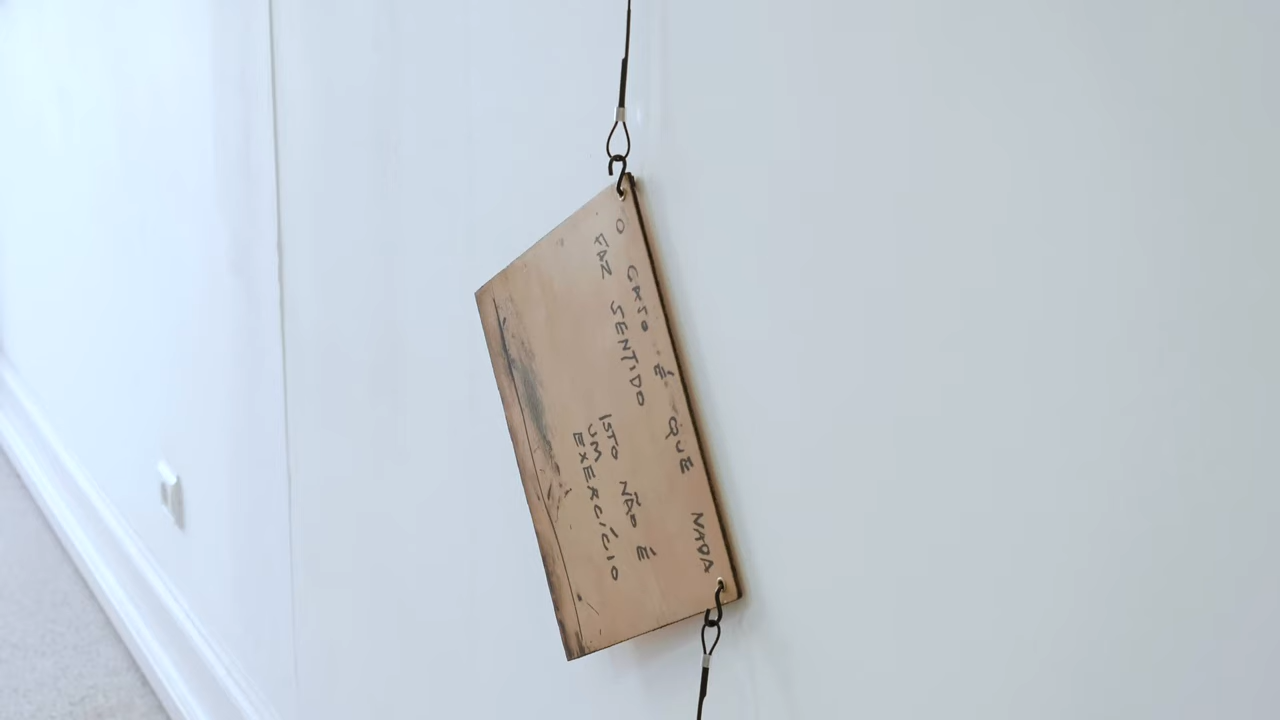 O GATO É QUE NADA
FAZ SENTIDO
ISTO NÃO É
UM
EXERCÍCIO